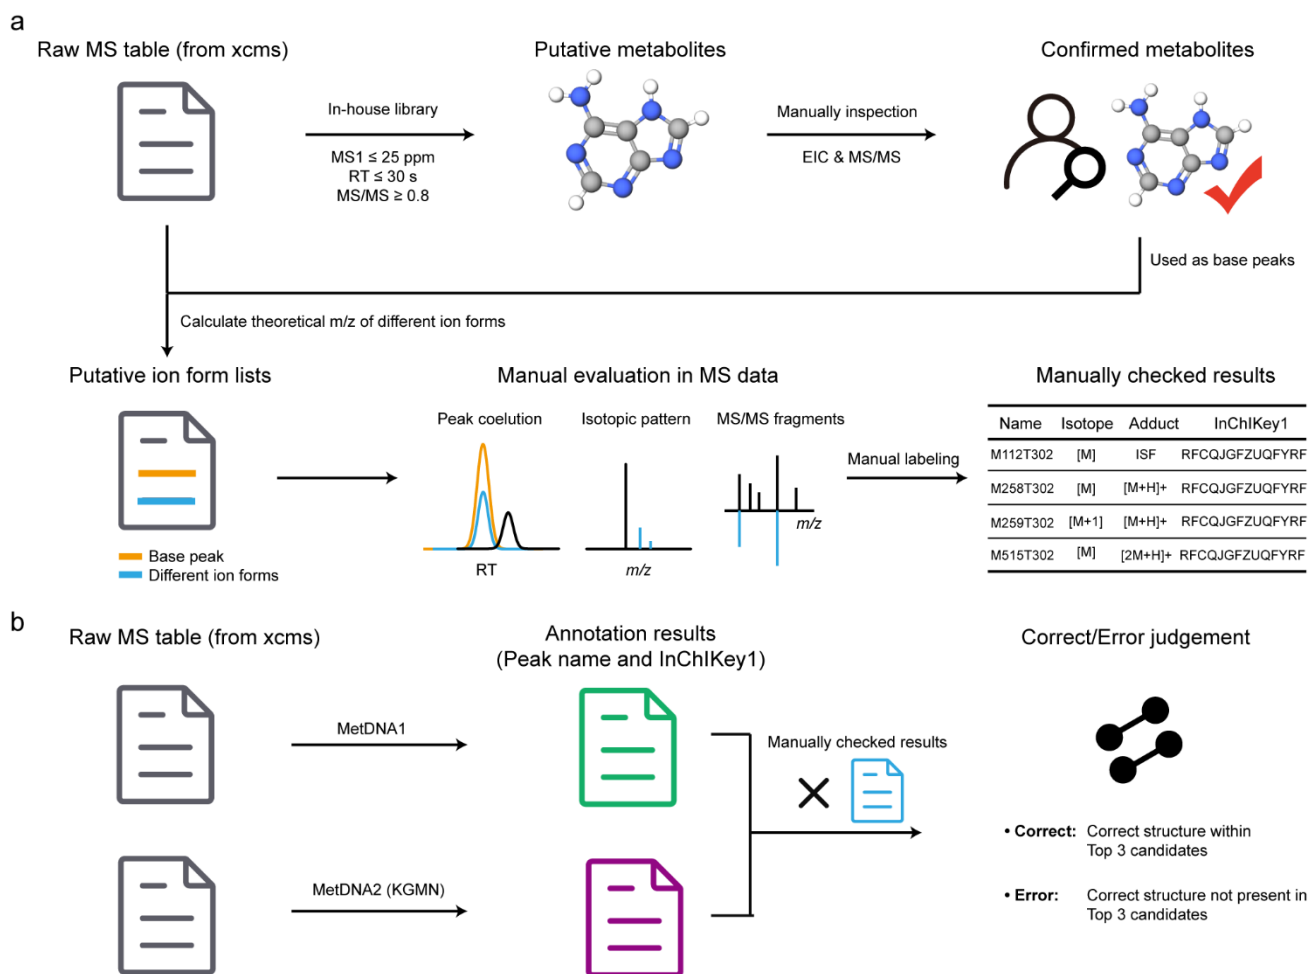 a
Raw MS table (from xcms)
Putative metabolites
Confirmed metabolites
In-house library
MS1 ≤ 25 ppm
RT ≤ 30 s
MS/MS ≥ 0.8
Manually inspection
EIC & MS/MS
Used as base peaks
Calculate theoretical m/z of different ion forms
Putative ion form lists
Manual evaluation in MS data
Manually checked results
Base peak
Different ion forms
Peak coelution
Isotopic pattern
MS/MS fragments
RT
m/z
m/z
Manual labeling
Name Isotope Adduct InChIKey1
M112T302 [M] ISF RFCQJGFZUQFYRF
M258T302 [M] [M+H]+ RFCQJGFZUQFYRF
M259T302 [M+1] [M+H]+ RFCQJGFZUQFYRF
M515T302 [M] [2M+H]+ RFCQJGFZUQFYRF
b
Raw MS table (from xcms)
Annotation results
(Peak name and InChIKey1)
Correct/Error judgement
MetDNA1
MetDNA2 (KGMN)
Manually checked results
• Correct: Correct structure within
Top 3 candidates
• Error: Correct structure not present in
Top 3 candidates